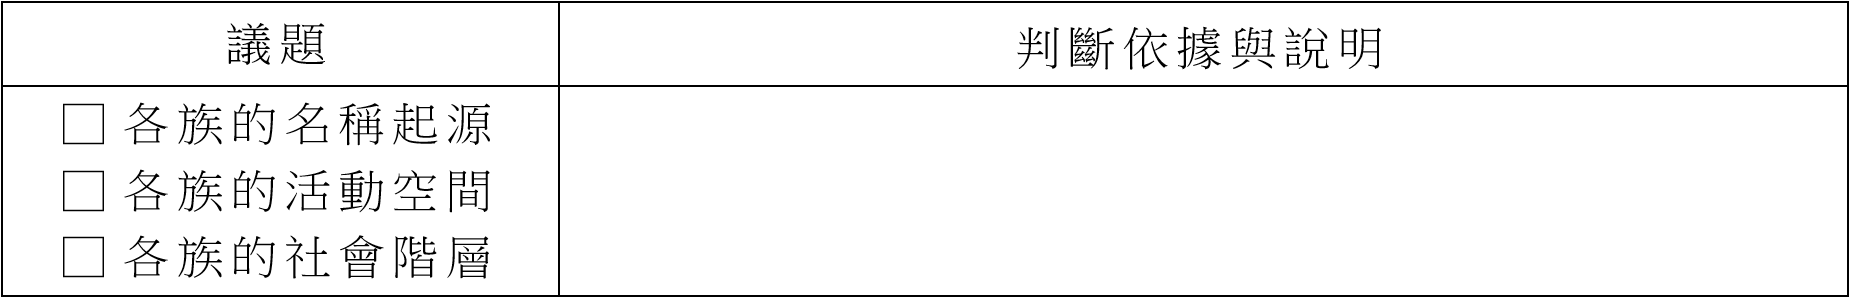 議題
判斷依據與說明
□ 各族的名稱起源
□ 各族的活動空間
□ 各族的社會階層